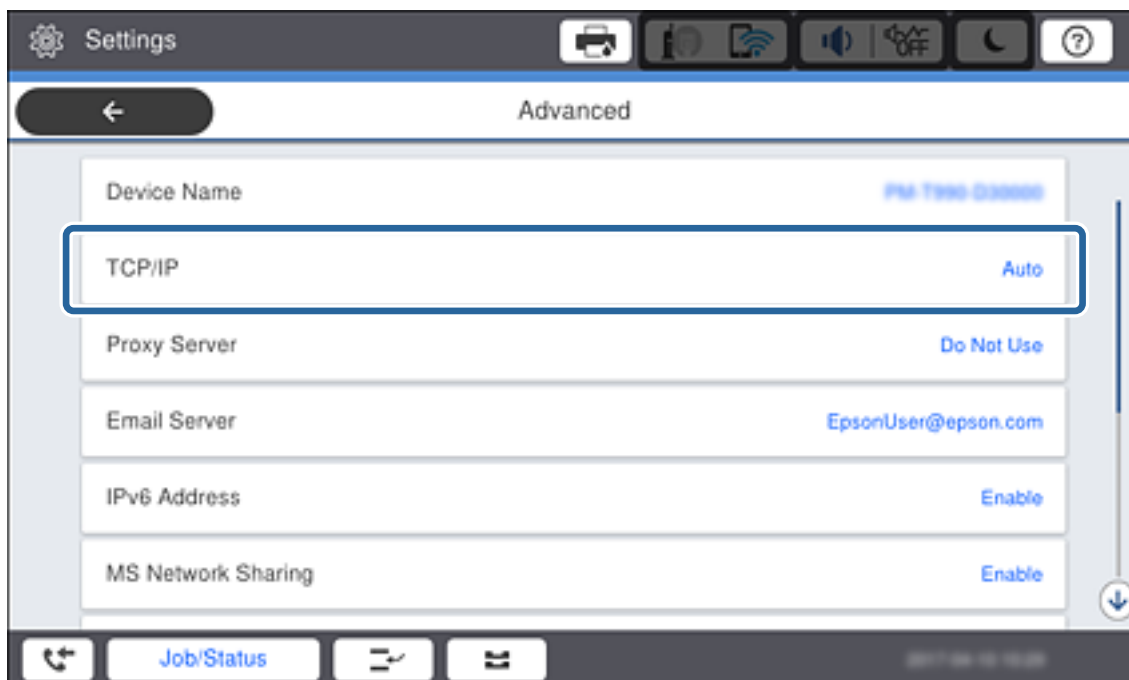 Settings
OFF
?
Advanced
Device Name
TCP/IP Auto
Proxy Server Do Not Use
Email Server EpsonUser@epson.com
IPv6 Address Enable
MS Network Sharing Enable
Job/Status